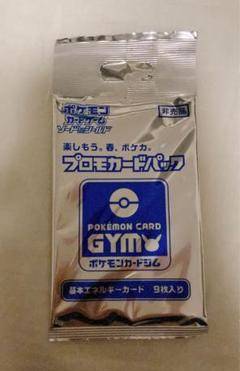 ポケモン
カードゲーム
ソード&シールド
非売品
楽しもう。春、ポケカ。
プロモカードパック
POKÉMON CARD
GYM
ポケモンカードジム
基本エネルギーカード 9枚入り